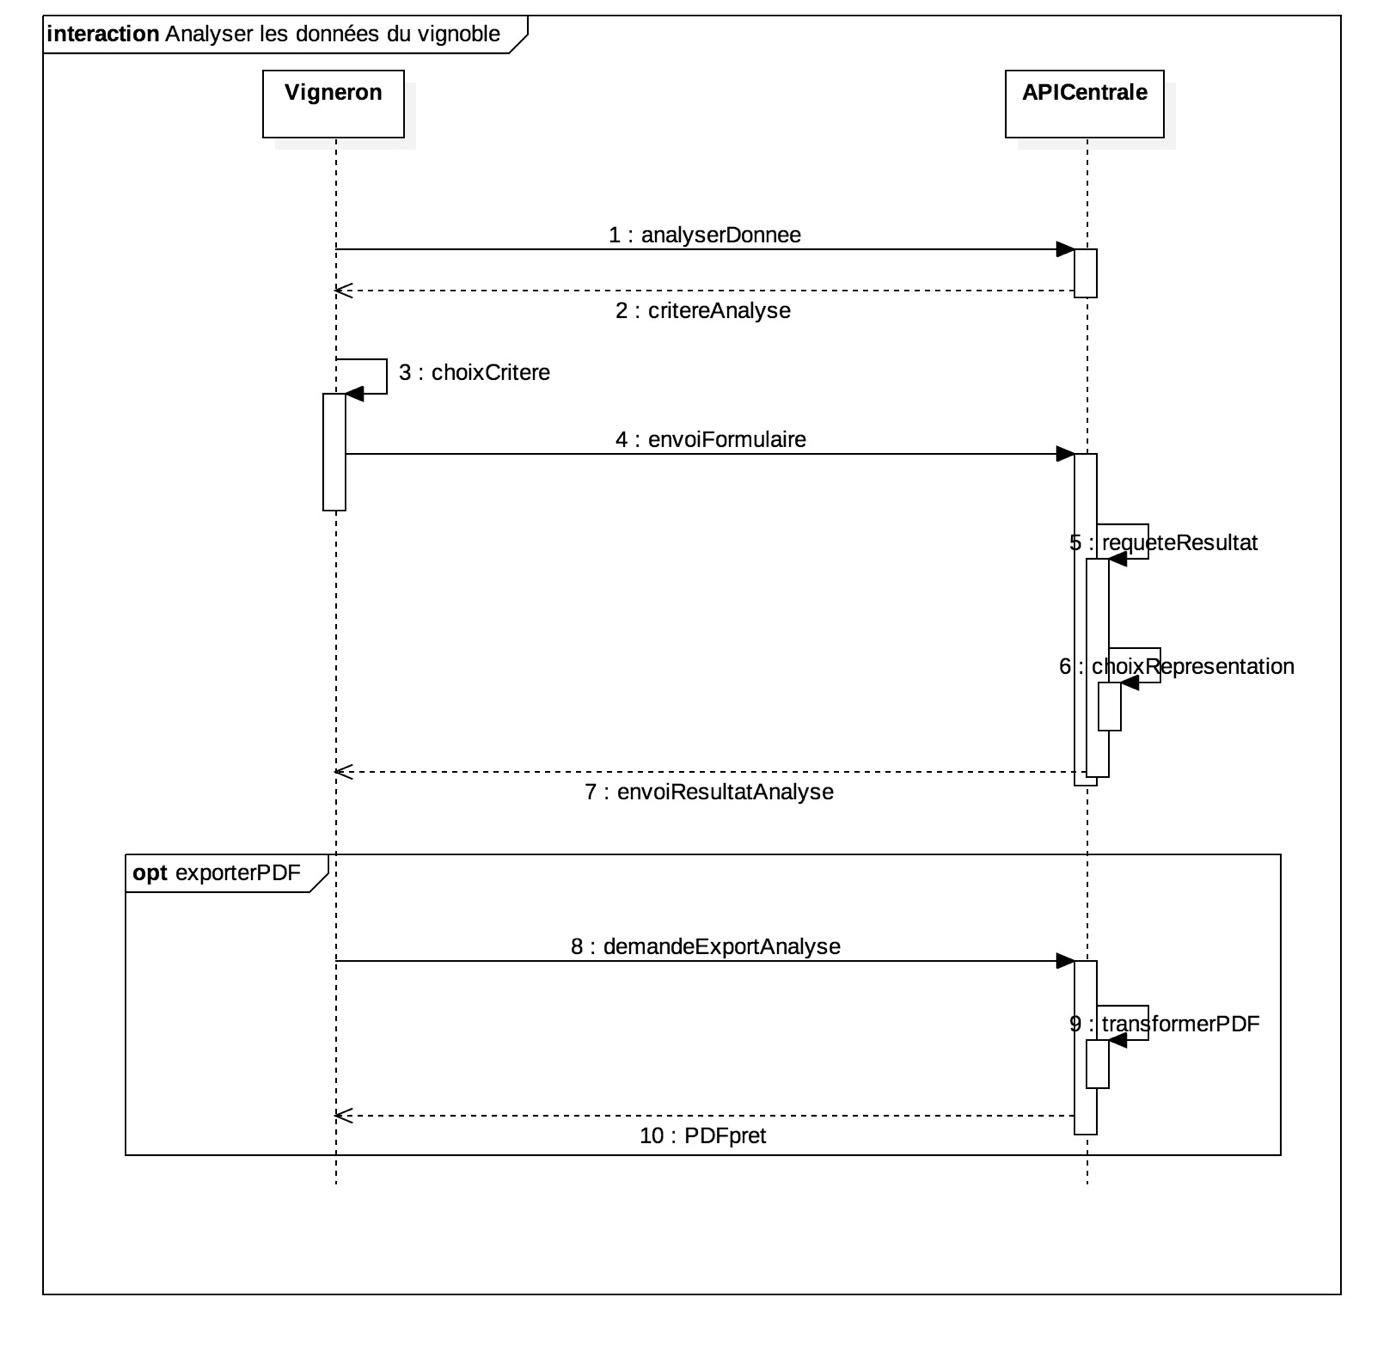 interaction Analyser les données du vignoble
Vigneron
APICentrale
1 : analyserDonnee
2 : critereAnalyse
3 : choixCritere
4 : envoiFormulaire
5 : requeteResultat
6 : choixRepresentation
7 : envoiResultatAnalyse
opt exporterPDF
8 : demandeExportAnalyse
9 : transformerPDF
10 : PDFpret